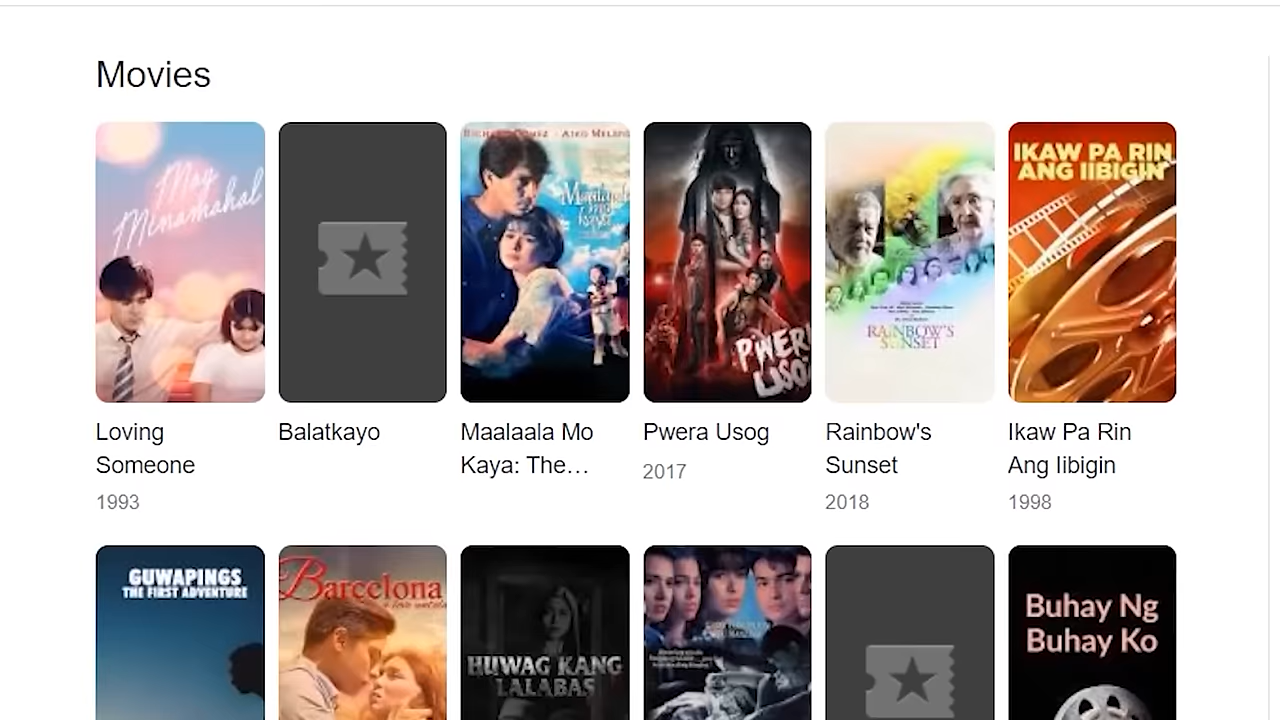 Movies
Mag
Minamahal
IKAW PA RIN
ANG IIBIGIN
RAINBOW'S
SUNSET
Loving
Someone
1993
Balatkayo
Maalaala Mo
Kaya: The…
Pwera Usog
2017
Rainbow's
Sunset
2018
Ikaw Pa Rin
Ang Iibigin
1998
GUWAPINGS
THE FIRST ADVENTURE
Barcelona
HUWAG KANG
LALABAS
Buhay Ng
Buhay Ko